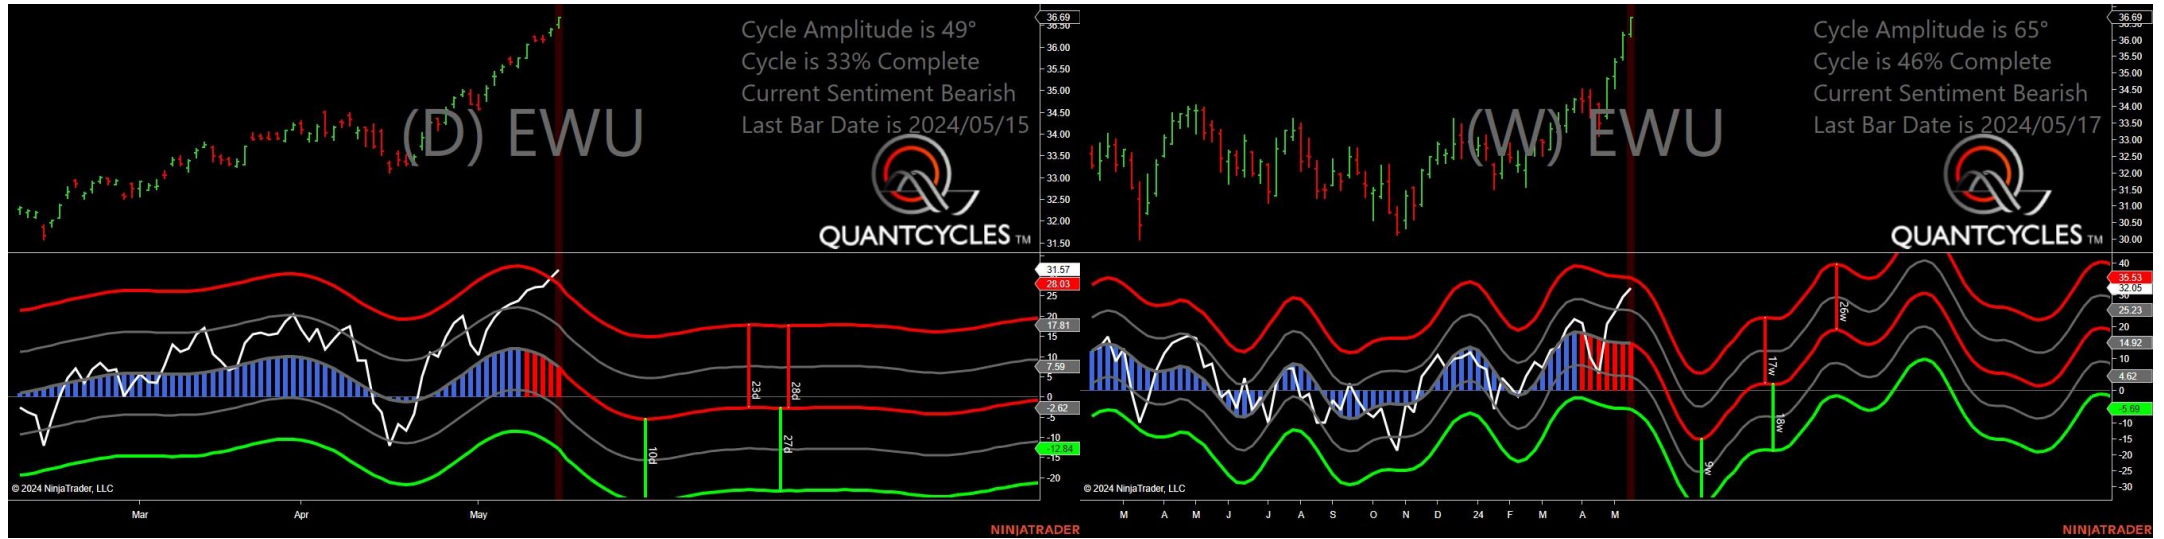 Cycle Amplitude is 49°
Cycle is 33% Complete
Current Sentiment Bearish
Last Bar Date is 2024/05/15
(D) EWU
QUANTCYCLES TM
36.69
36.00
35.50
35.00
34.50
34.00
33.50
33.00
32.50
32.00
31.50
31.57
28.03
25
17.81
15
10
7.59
5
0
-2.62
-5
-10
-12.84
-15
-20
23d
28d
10d
27d
© 2024 NinjaTrader, LLC
Mar
Apr
May
NINJATRADER
Cycle Amplitude is 65°
Cycle is 46% Complete
Current Sentiment Bearish
Last Bar Date is 2024/05/17
(W) EWU
QUANTCYCLES TM
36.69
36.00
35.50
35.00
34.50
34.00
33.50
33.00
32.50
32.00
31.50
31.00
30.50
30.00
40
35.53
32.05
30
25.23
20
14.92
10
4.62
0
-5.69
-10
-15
-20
-25
-30
26w
17w
18w
9w
© 2024 NinjaTrader, LLC
M A M J J A S O N D 24 F M A M
NINJATRADER